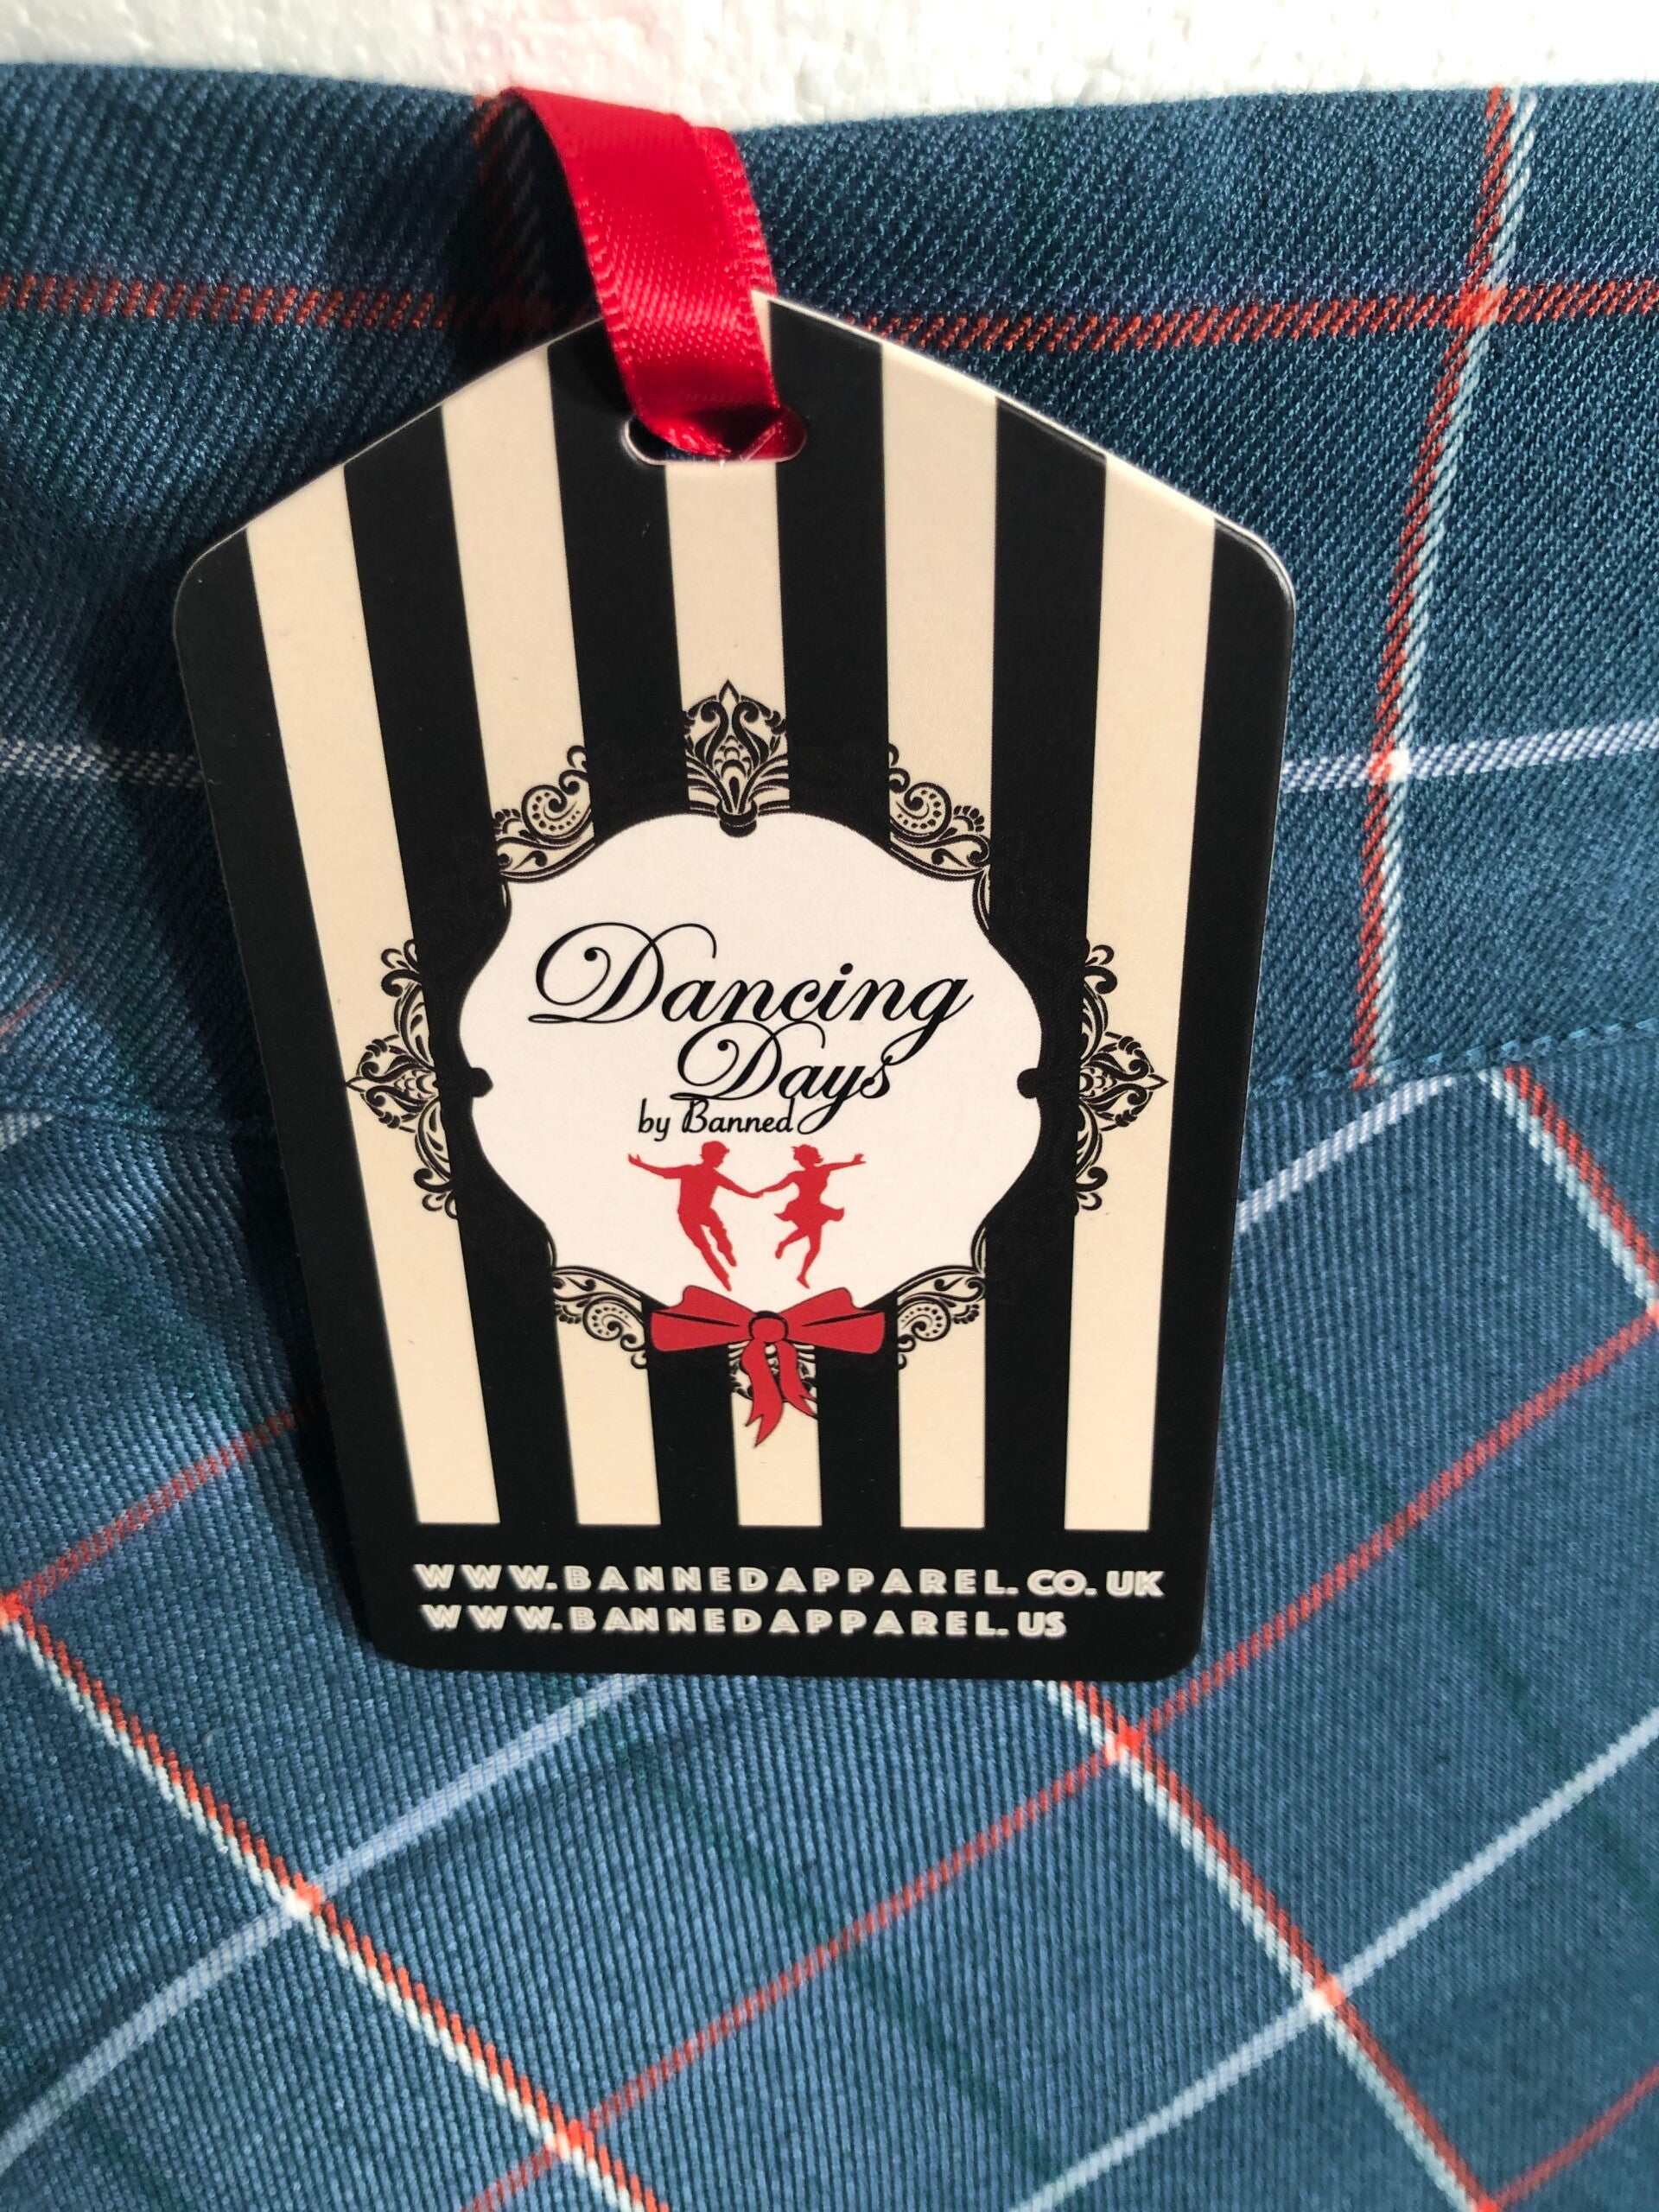 Dancing
Days
by Banned
WWW.BANNEDAPPAREL.CO.UK
WWW.BANNEDAPPAREL.US